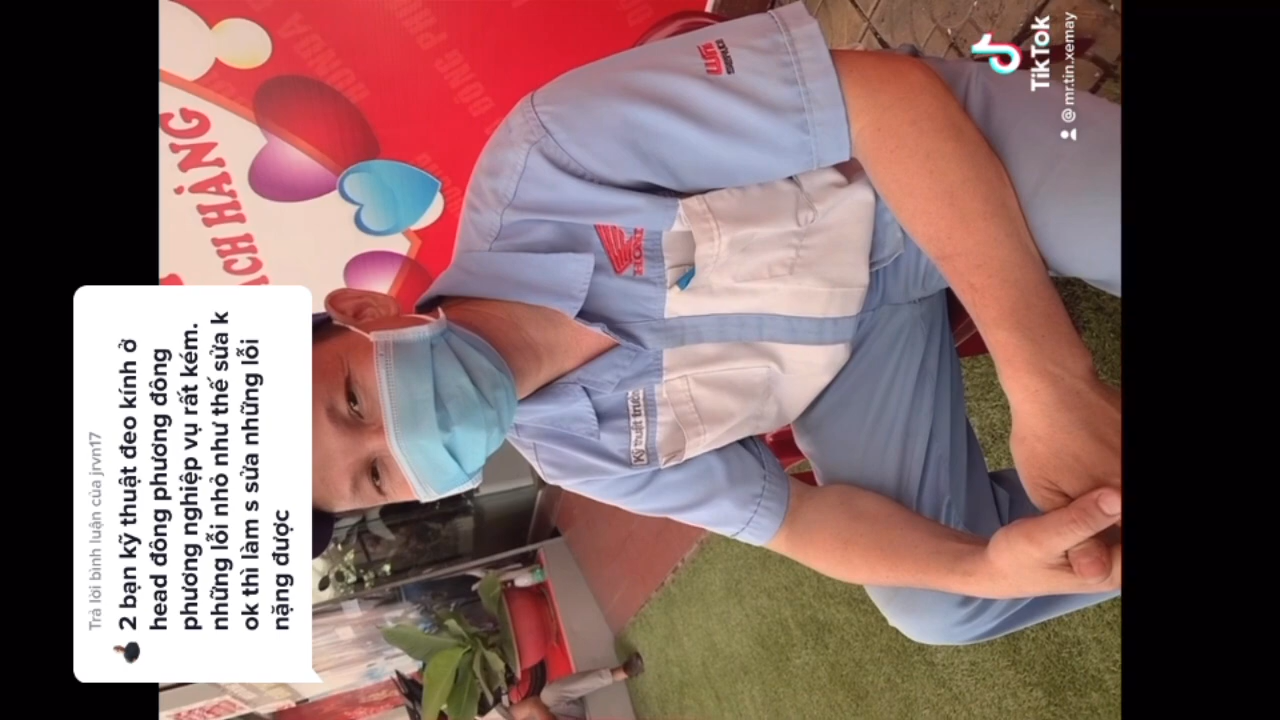 Trả lời bình luận của jrvn17
2 bạn kỹ thuật đeo kính ở
head đông phương đông
phương nghiệp vụ rất kém.
những lỗi nhỏ như thế sửa k
ok thì làm s sửa những lỗi
nặng được
ÁCH HÀNG
HONDA
Kỹ thuật trưởng
TikTok
@mr.tin.xemay